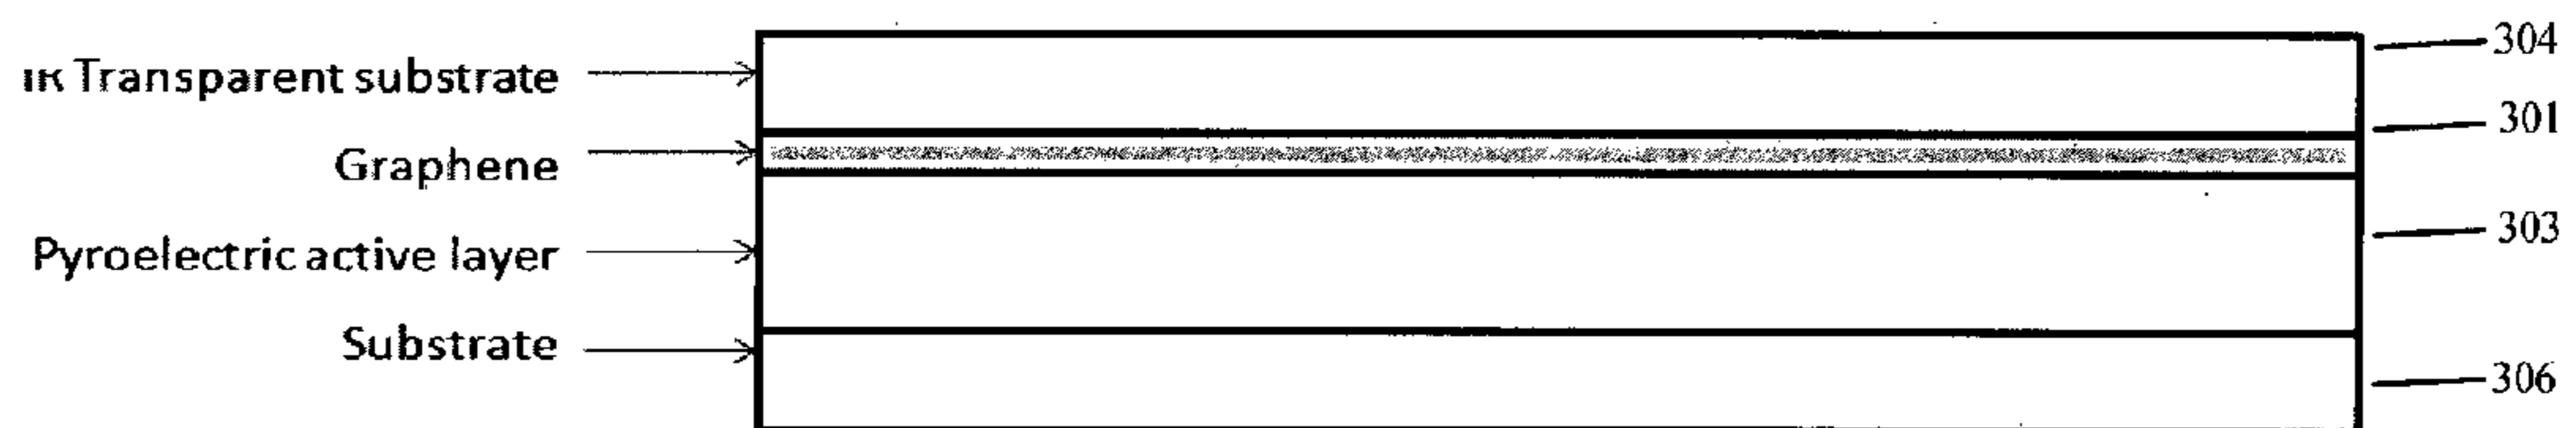 IR Transparent substrate 304
Graphene 301
Pyroelectric active layer 303
Substrate 306